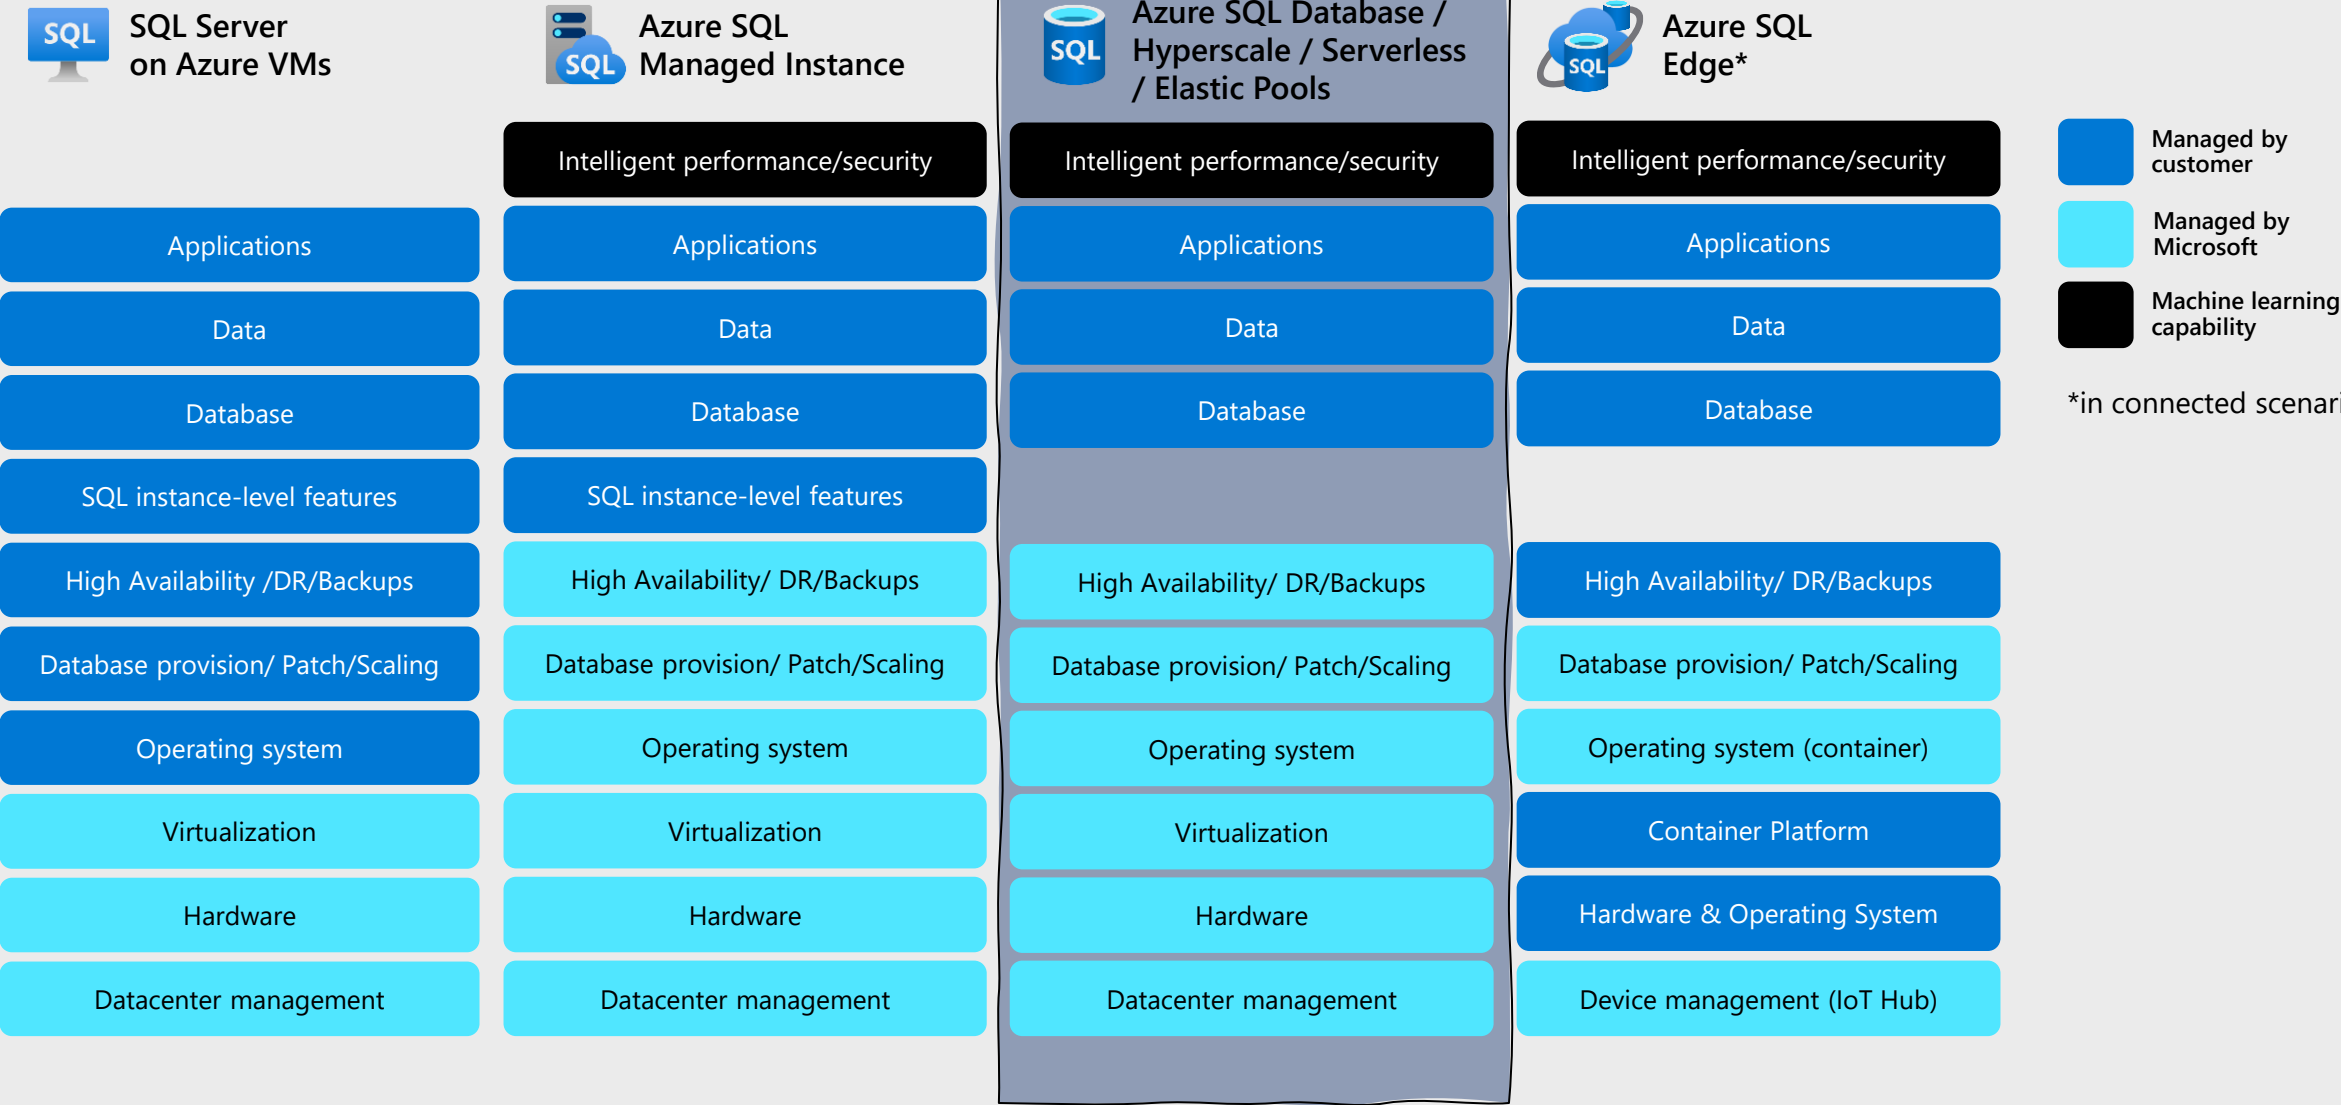 SQL
SQL Server
on Azure VMs
SQL
Azure SQL
Managed Instance
SQL
Azure SQL Database /
Hyperscale / Serverless
/ Elastic Pools
SQL
Azure SQL
Edge*
Applications
Data
Database
SQL instance-level features
High Availability /DR/Backups
Database provision/ Patch/Scaling
Operating system
Virtualization
Hardware
Datacenter management
Intelligent performance/security
Applications
Data
Database
SQL instance-level features
High Availability/ DR/Backups
Database provision/ Patch/Scaling
Operating system
Virtualization
Hardware
Datacenter management
Intelligent performance/security
Applications
Data
Database
High Availability/ DR/Backups
Database provision/ Patch/Scaling
Operating system
Virtualization
Hardware
Datacenter management
Intelligent performance/security
Applications
Data
Database
High Availability/ DR/Backups
Database provision/ Patch/Scaling
Operating system (container)
Container Platform
Hardware & Operating System
Device management (IoT Hub)
Managed by
customer
Managed by
Microsoft
Machine learning
capability
*in connected